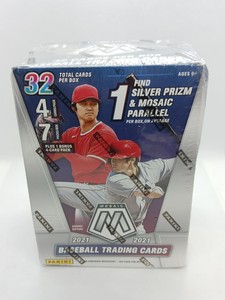 32 TOTAL CARDS
PER BOX
AGES 9+
4
7
PLUS 1 BONUS
4-CARD PACK
1 FIND
SILVER PRIZM
& MOSAIC
PARALLEL
PER BOX, ON AVERAGE
M
MOSAIC
2021 2021
BASEBALL TRADING CARDS
PANINI